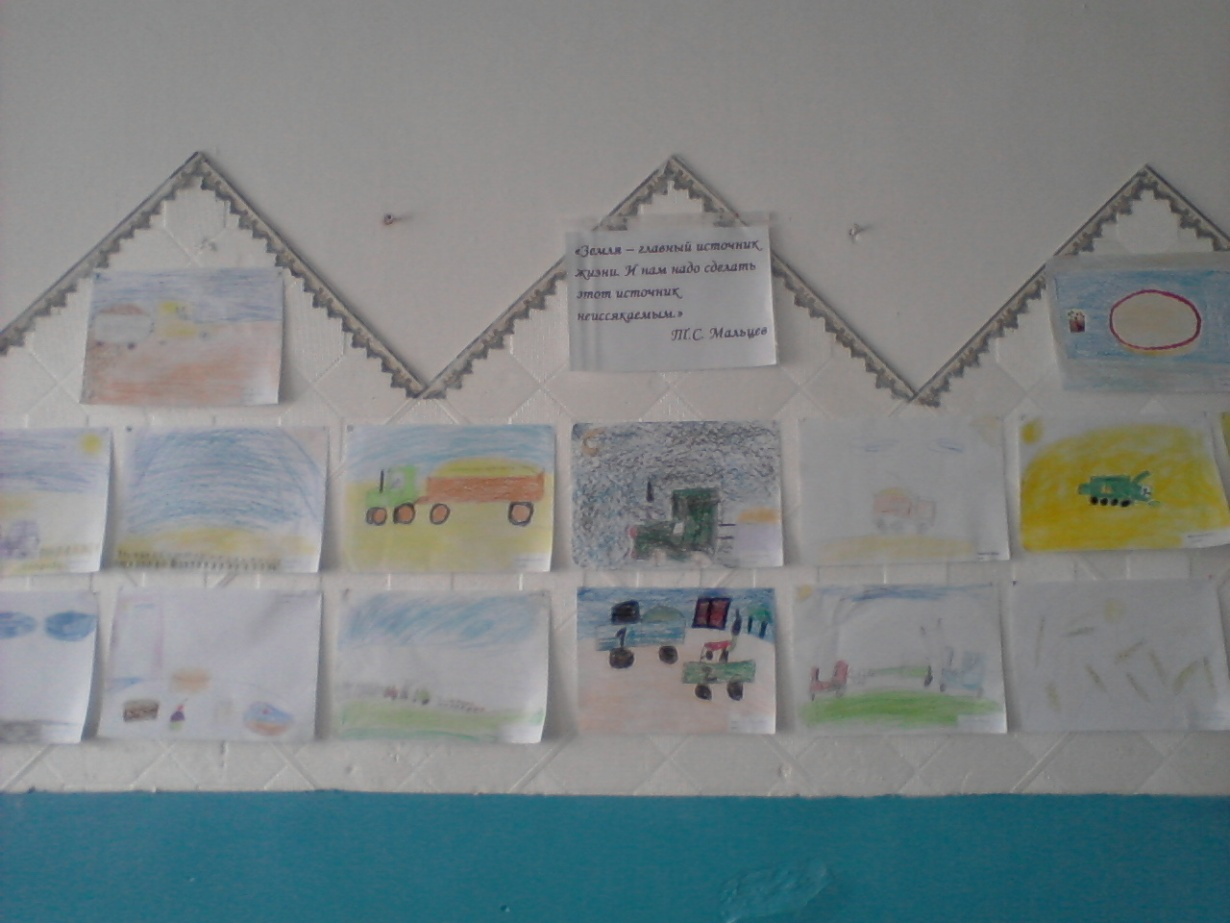 «Земля – главный источник
жизни. И нам надо сделать
этот источник
неиссякаемым.»
Т.С. Мальцев